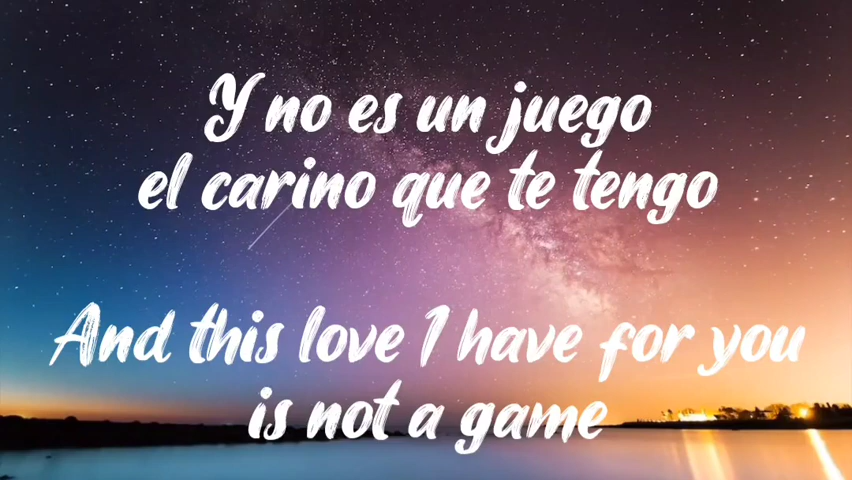 Y no es un juego
el carino que te tengo
And this love I have for you
is not a game